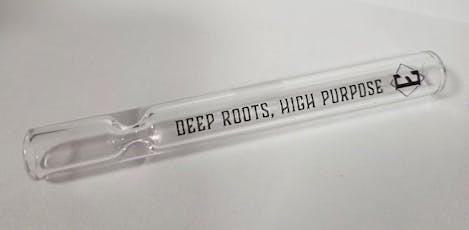 DEEP ROOTS, HIGH PURPOSE E